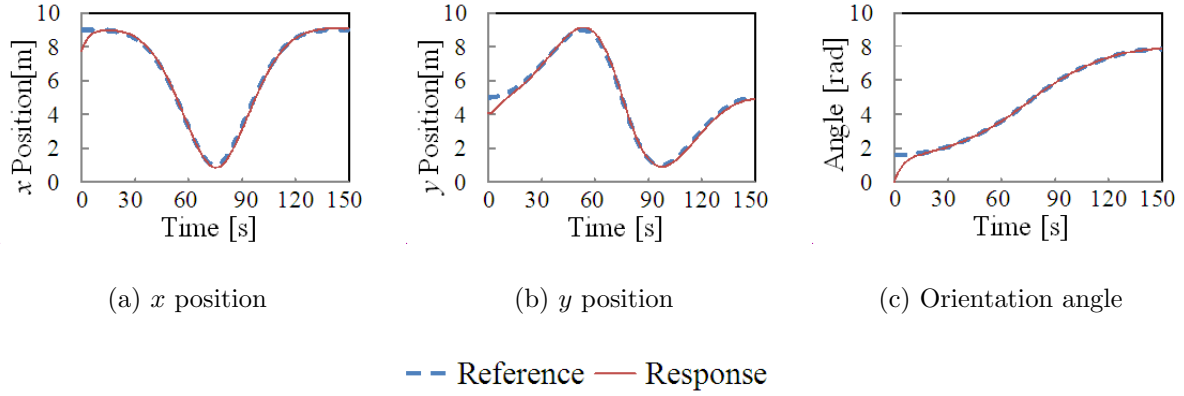 10
8
6
4
2
0
x Position[m]
0 30 60 90 120 150
Time [s]
(a) x position
10
8
6
4
2
0
y Position[m]
0 30 60 90 120 150
Time [s]
(b) y position
10
8
6
4
2
0
Angle [rad]
0 30 60 90 120 150
Time [s]
(c) Orientation angle
Reference Response